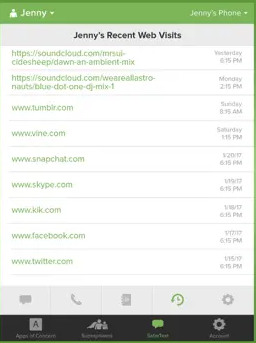 Jenny
Jenny's Phone
Jenny's Recent Web Visits
https://soundcloud.com/mrsui-
cidesheep/dawn-an-ambient-mix
Yesterday
9:15 PM
https://soundcloud.com/weareallastro-
nauts/blue-dot-one-dj-mix-1
Monday
2:15 PM
www.tumblr.com
Sunday
8:15 AM
www.vine.com
Saturday
1:15 PM
www.snapchat.com
1/20/17
6:15 PM
www.skype.com
1/19/17
6:15 PM
www.kik.com
1/18/17
6:15 PM
www.facebook.com
1/17/17
6:15 PM
www.twitter.com
1/15/17
6:15 PM
Apps of Concern
SafeText
Account